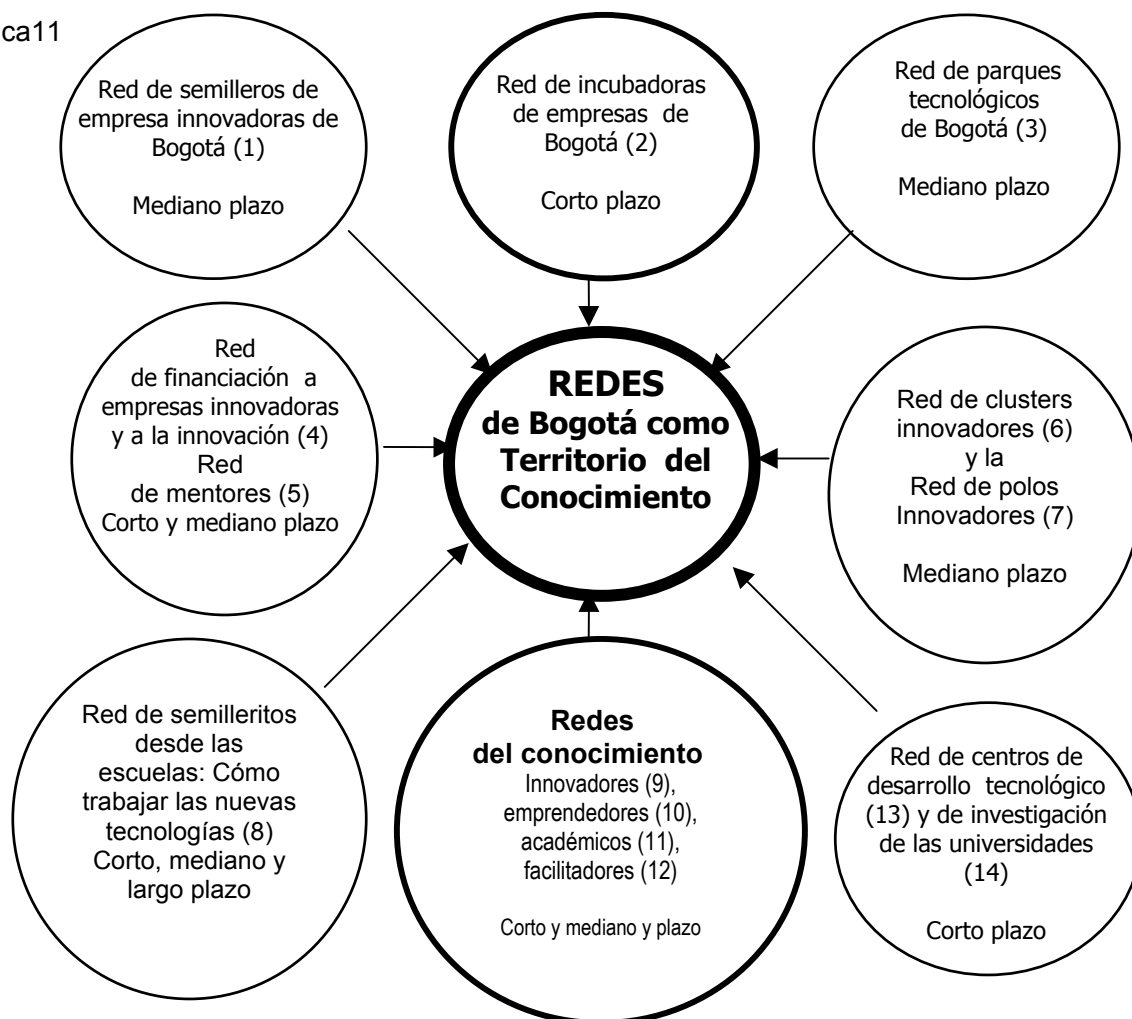 ca11
Red de semilleros de
empresa innovadoras de
Bogotá (1)
Mediano plazo
Red de incubadoras
de empresas de
Bogotá (2)
Corto plazo
Red de parques
tecnológicos
de Bogotá (3)
Mediano plazo
Red
de financiación a
empresas innovadoras
y a la innovación (4)
Red
de mentores (5)
Corto y mediano plazo
REDES
de Bogotá como
Territorio del
Conocimiento
Red de clusters
innovadores (6)
y la
Red de polos
Innovadores (7)
Mediano plazo
Red de semilleritos
desde las
escuelas: Cómo
trabajar las nuevas
tecnologías (8)
Corto, mediano y
largo plazo
Redes
del conocimiento
Innovadores (9),
emprendedores (10),
académicos (11),
facilitadores (12)
Corto y mediano y plazo
Red de centros de
desarrollo tecnológico
(13) y de investigación
de las universidades
(14)
Corto plazo